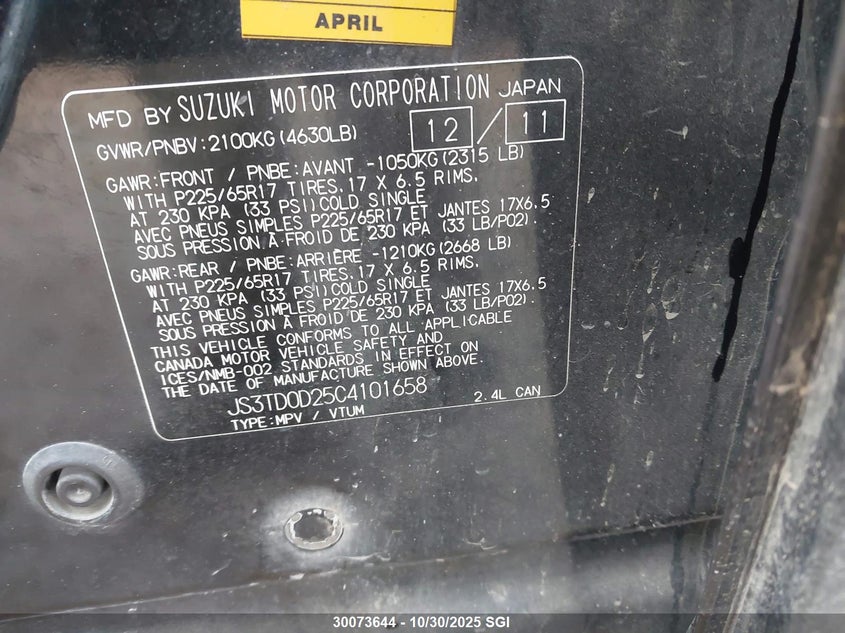 APRIL
MFD BY SUZUKI MOTOR CORPORATION JAPAN
GVWR/PNBV:2100KG(4630LB) 12/11
GAWR:FRONT / PNBE:AVANT -1050KG(2315 LB)
WITH P225/65R17 TIRES.17 X 6.5 RIMS.
AT 230 KPA (33 PSI)COLD SINGLE
AVEC PNEUS SIMPLES P225/65R17 ET JANTES 17X6.5
SOUS PRESSION À FROID DE 230 KPA (33 LB/PO2).
GAWR:REAR / PNBE:ARRIÈRE -1210KG(2668 LB)
WITH P225/65R17 TIRES.17 X 6.5 RIMS.
AT 230 KPA (33 PSI)COLD SINGLE
AVEC PNEUS SIMPLES P225/65R17 ET JANTES 17X6.5
SOUS PRESSION À FROID DE 230 KPA (33 LB/PO2).
THIS VEHICLE CONFORMS TO ALL APPLICABLE
CANADA MOTOR VEHICLE SAFETY AND
ICES/NMB-002 STANDARDS IN EFFECT ON
THE DATE OF MANUFACTURE SHOWN ABOVE.
JS3TD0D25C4101658
2.4L CAN
TYPE:MPV / VTUM
30073644 - 10/30/2025 SGI